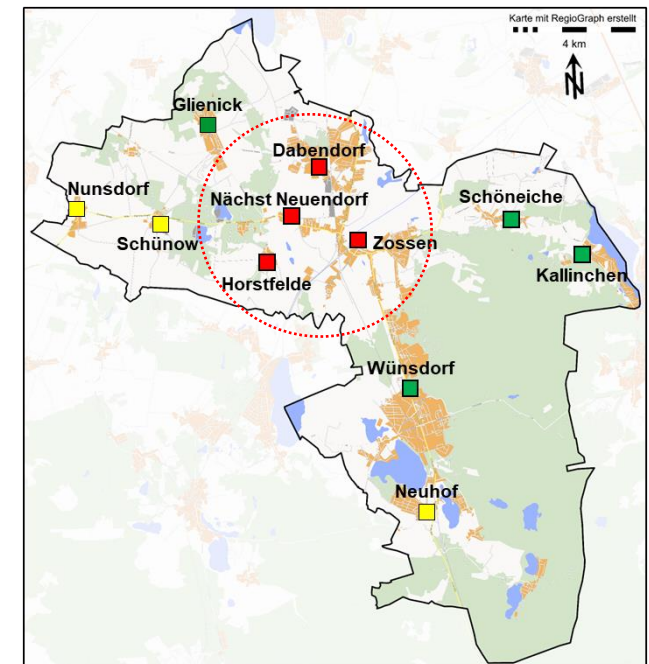 Karte mit RegioGraph erstellt
4 km
N
Glienick
Dabendorf
Nunsdorf
Nächst Neuendorf
Schöneiche
Schünow
Zossen
Kallinchen
Horstfelde
Wünsdorf
Neuhof